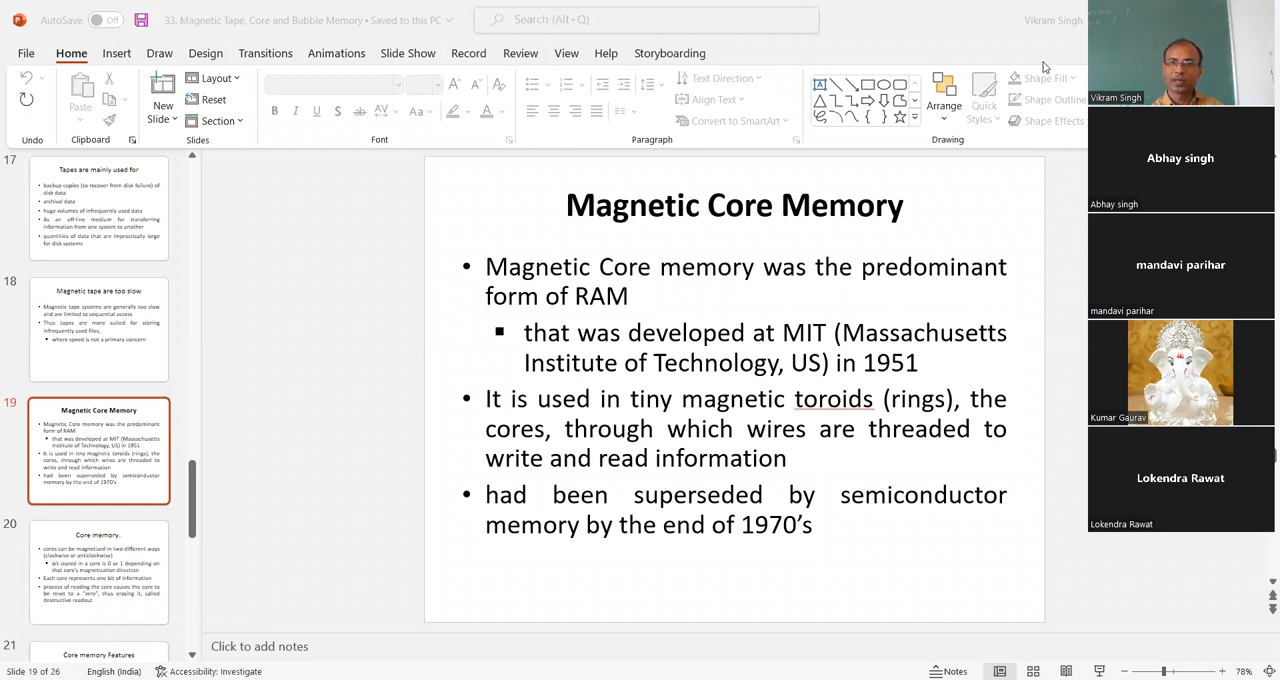 AutoSave Off 33. Magnetic Tape, Core and Bubble Memory • Saved to this PC Search (Alt+Q) Vikram Singh
File Home Insert Draw Design Transitions Animations Slide Show Record Review View Help Storyboarding
Paste
New
Slide
Layout
Reset
Section
B I U S ab AV Aa A
Text Direction
Align Text
Convert to SmartArt
Arrange
Quick
Styles
Shape Fill
Shape Outline
Shape Effects
Undo Clipboard Slides Font Paragraph Drawing
17
Tapes are mainly used for
• backup copies (to recover from disk failure) of
disk data
• archival data
• huge volumes of infrequently used data
• As an off-line medium for transferring
information from one system to another
• quantities of data that are impractically large
for disk systems
18
Magnetic tape are too slow
• Magnetic tape systems are generally too slow
and are limited to sequential access
• Thus tapes are more suited for storing
infrequently used files,
▪ where speed is not a primary concern
19
Magnetic Core Memory
• Magnetic Core memory was the predominant
form of RAM
▪ that was developed at MIT (Massachusetts
Institute of Technology, US) in 1951
• It is used in tiny magnetic toroids (rings), the
cores, through which wires are threaded to
write and read information
• had been superseded by semiconductor
memory by the end of 1970's
20
Core memory..
• cores can be magnetized in two different ways
(clockwise or anticlockwise)
▪ bit stored in a core is 0 or 1 depending on
that core's magnetization direction
• Each core represents one bit of information
• process of reading the core causes the core to
be reset to a "zero", thus erasing it, called
destructive readout
21
Core memory Features
Magnetic Core Memory
• Magnetic Core memory was the predominant
form of RAM
▪ that was developed at MIT (Massachusetts
Institute of Technology, US) in 1951
• It is used in tiny magnetic toroids (rings), the
cores, through which wires are threaded to
write and read information
• had been superseded by semiconductor
memory by the end of 1970’s
Click to add notes
Slide 19 of 26 English (India) Accessibility: Investigate Notes 78%
Vikram Singh
Abhay singh
Abhay singh
mandavi parihar
mandavi parihar
Kumar Gaurav
Lokendra Rawat
Lokendra Rawat